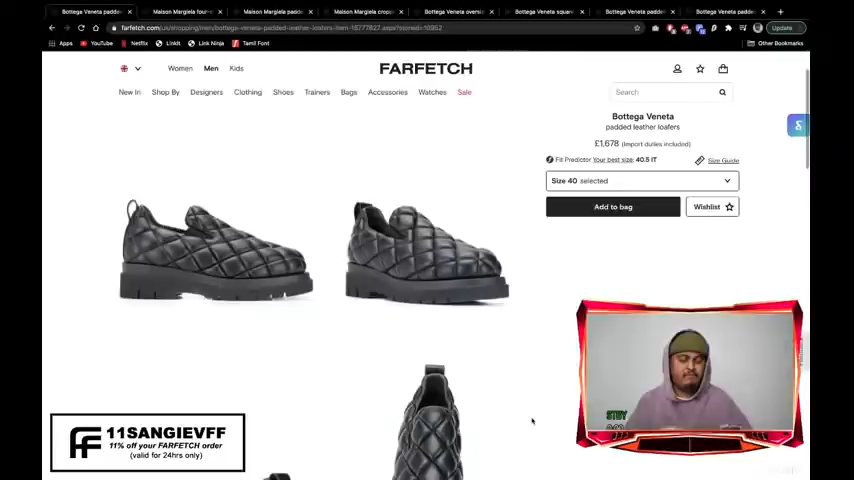 Bottega Veneta padde
Maison Margiela four-s
Maison Margiela padde
Maison Margiela cropp
Bottega Veneta oversi
Bottega Veneta square
Bottega Veneta padde
Bottega Veneta padde
farfetch.com/uk/shopping/men/bottega-veneta-padded-leather-loafers-item-18777827.aspx?storeid=10952
Update
Apps
YouTube
Netflix
Linkit
Link Ninja
Tamil Font
Other Bookmarks
Women Men Kids
FARFETCH
New In Shop By Designers Clothing Shoes Trainers Bags Accessories Watches Sale
Search
Bottega Veneta
padded leather loafers
£1,678 (Import duties included)
Fit Predictor Your best size: 40.5 IT
Size Guide
Size 40 selected
Add to bag
Wishlist
11SANGIEVFF
11% off your FARFETCH order
(valid for 24hrs only)